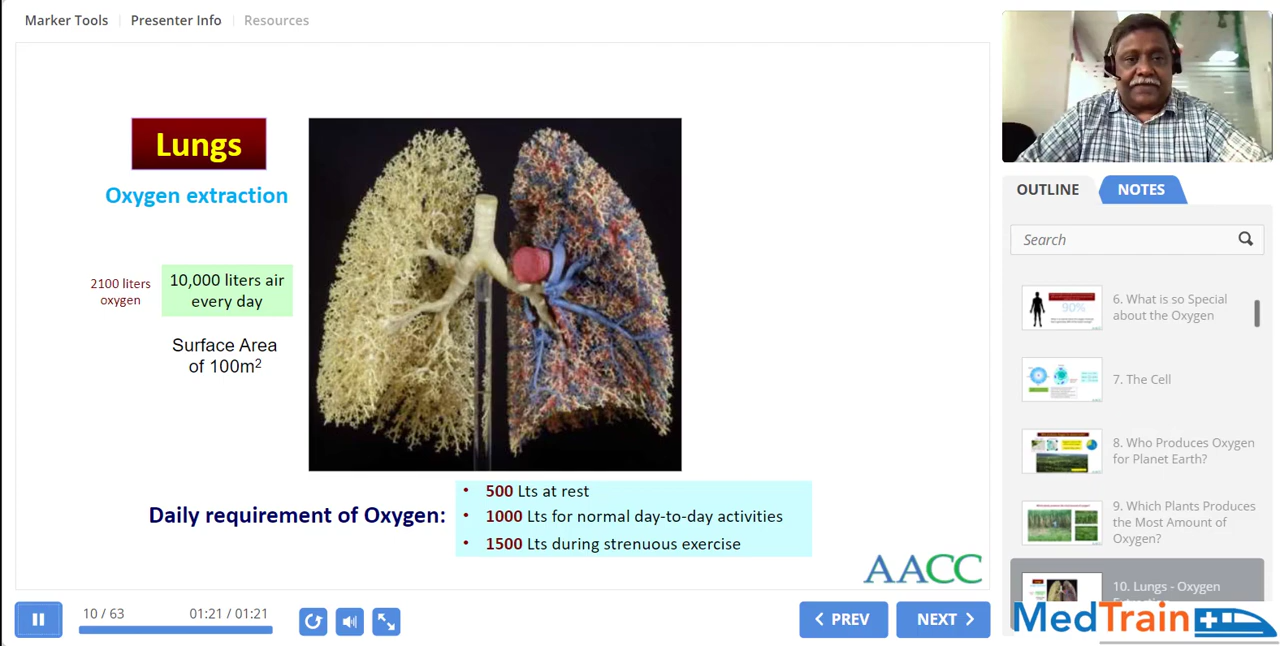 Marker Tools
Presenter Info
Resources
Lungs
Oxygen extraction
2100 liters
oxygen
10,000 liters air
every day
Surface Area
of 100m²
Daily requirement of Oxygen:
• 500 Lts at rest
• 1000 Lts for normal day-to-day activities
• 1500 Lts during strenuous exercise
AACC
10 / 63
01:21 / 01:21
PREV
NEXT
OUTLINE
NOTES
Search
90%
6. What is so Special
about the Oxygen
7. The Cell
8. Who Produces Oxygen
for Planet Earth?
9. Which Plants Produces
the Most Amount of
Oxygen?
10. Lungs - Oxygen
MedTrain